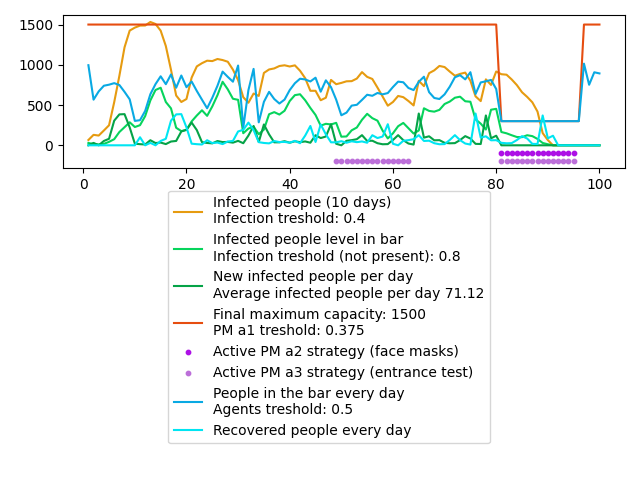 1500
1000
500
0
0 20 40 60 80 100
Infected people (10 days)
Infection treshold: 0.4
Infected people level in bar
Infection treshold (not present): 0.8
New infected people per day
Average infected people per day 71.12
Final maximum capacity: 1500
PM a1 treshold: 0.375
Active PM a2 strategy (face masks)
Active PM a3 strategy (entrance test)
People in the bar every day
Agents treshold: 0.5
Recovered people every day